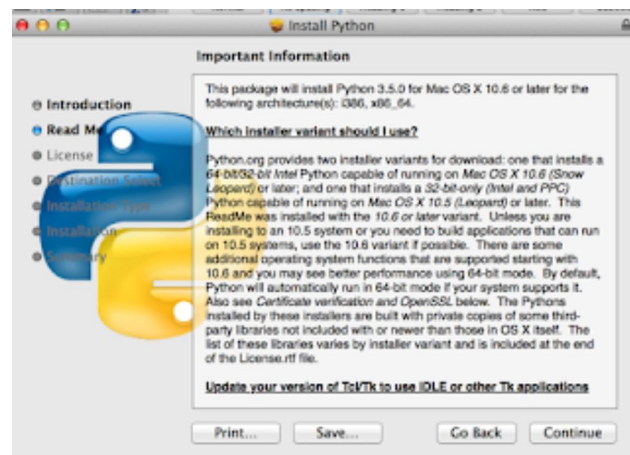 Install Python
Important Information
Introduction
Read Me
License
Destination Select
Installation Type
Installation
Summary
This package will install Python 3.5.0 for Mac OS X 10.6 or later for the
following architecture(s): i386, x86_64.
Which installer variant should I use?
Python.org provides two installer variants for download: one that installs a
64-bit/32-bit Intel Python capable of running on Mac OS X 10.6 (Snow
Leopard) or later; and one that installs a 32-bit-only (Intel and PPC)
Python capable of running on Mac OS X 10.5 (Leopard) or later. This
ReadMe was installed with the 10.6 or later variant. Unless you are
installing to an 10.5 system or you need to build applications that can run
on 10.5 systems, use the 10.6 variant if possible. There are some
additional operating system functions that are supported starting with
10.6 and you may see better performance using 64-bit mode. By default,
Python will automatically run in 64-bit mode if your system supports it.
Also see Certificate verification and OpenSSL below. The Pythons
installed by these installers are built with private copies of some third-
party libraries not included with or newer than those in OS X itself. The
list of these libraries varies by installer variant and is included at the end
of the License.rtf file.
Update your version of Tcl/Tk to use IDLE or other Tk applications
Print... Save... Go Back Continue